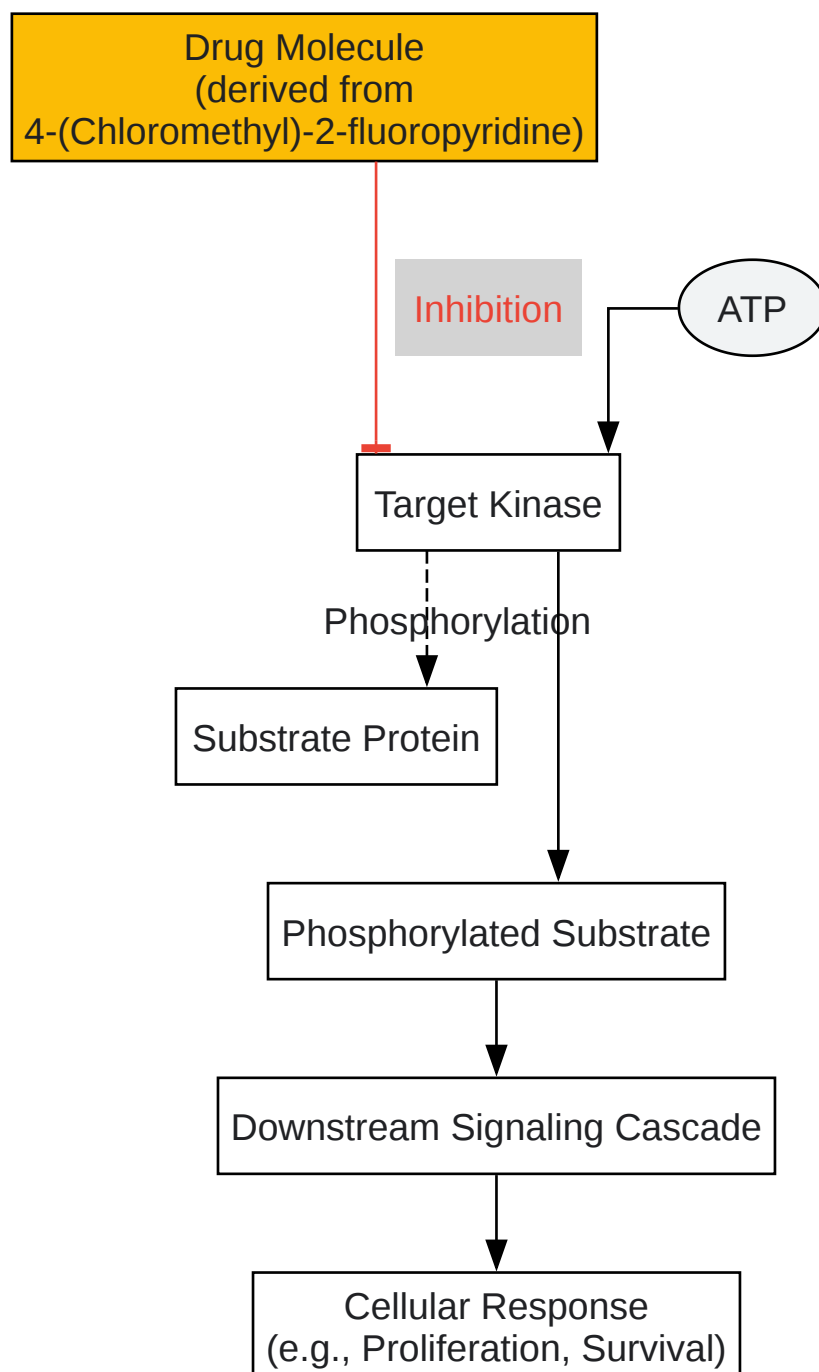 Drug Molecule
(derived from
4-(Chloromethyl)-2-fluoropyridine)
Inhibition
ATP
Target Kinase
Phosphorylation
Substrate Protein
Phosphorylated Substrate
Downstream Signaling Cascade
Cellular Response
(e.g., Proliferation, Survival)